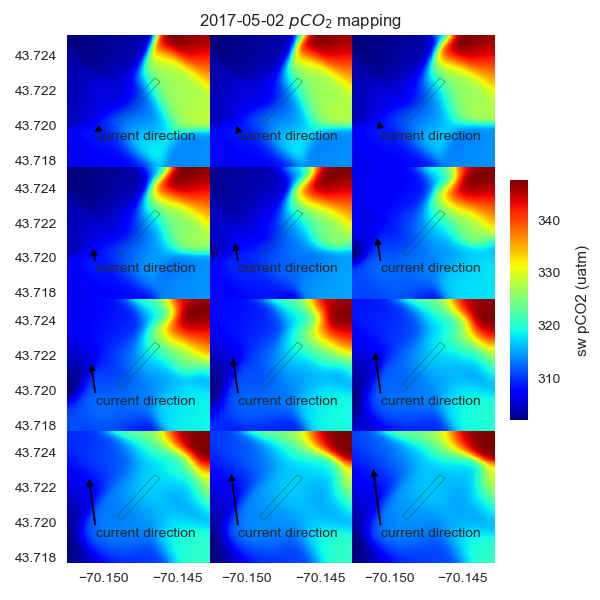 2017-05-02 pCO₂ mapping
43.724
43.722
43.720
43.718
current direction
current direction
current direction
43.724
43.722
43.720
43.718
current direction
current direction
current direction
43.724
43.722
43.720
43.718
current direction
current direction
current direction
43.724
43.722
43.720
43.718
current direction
current direction
current direction
−70.150 −70.145 −70.150 −70.145 −70.150 −70.145
340
330
320
310
sw pCO2 (uatm)